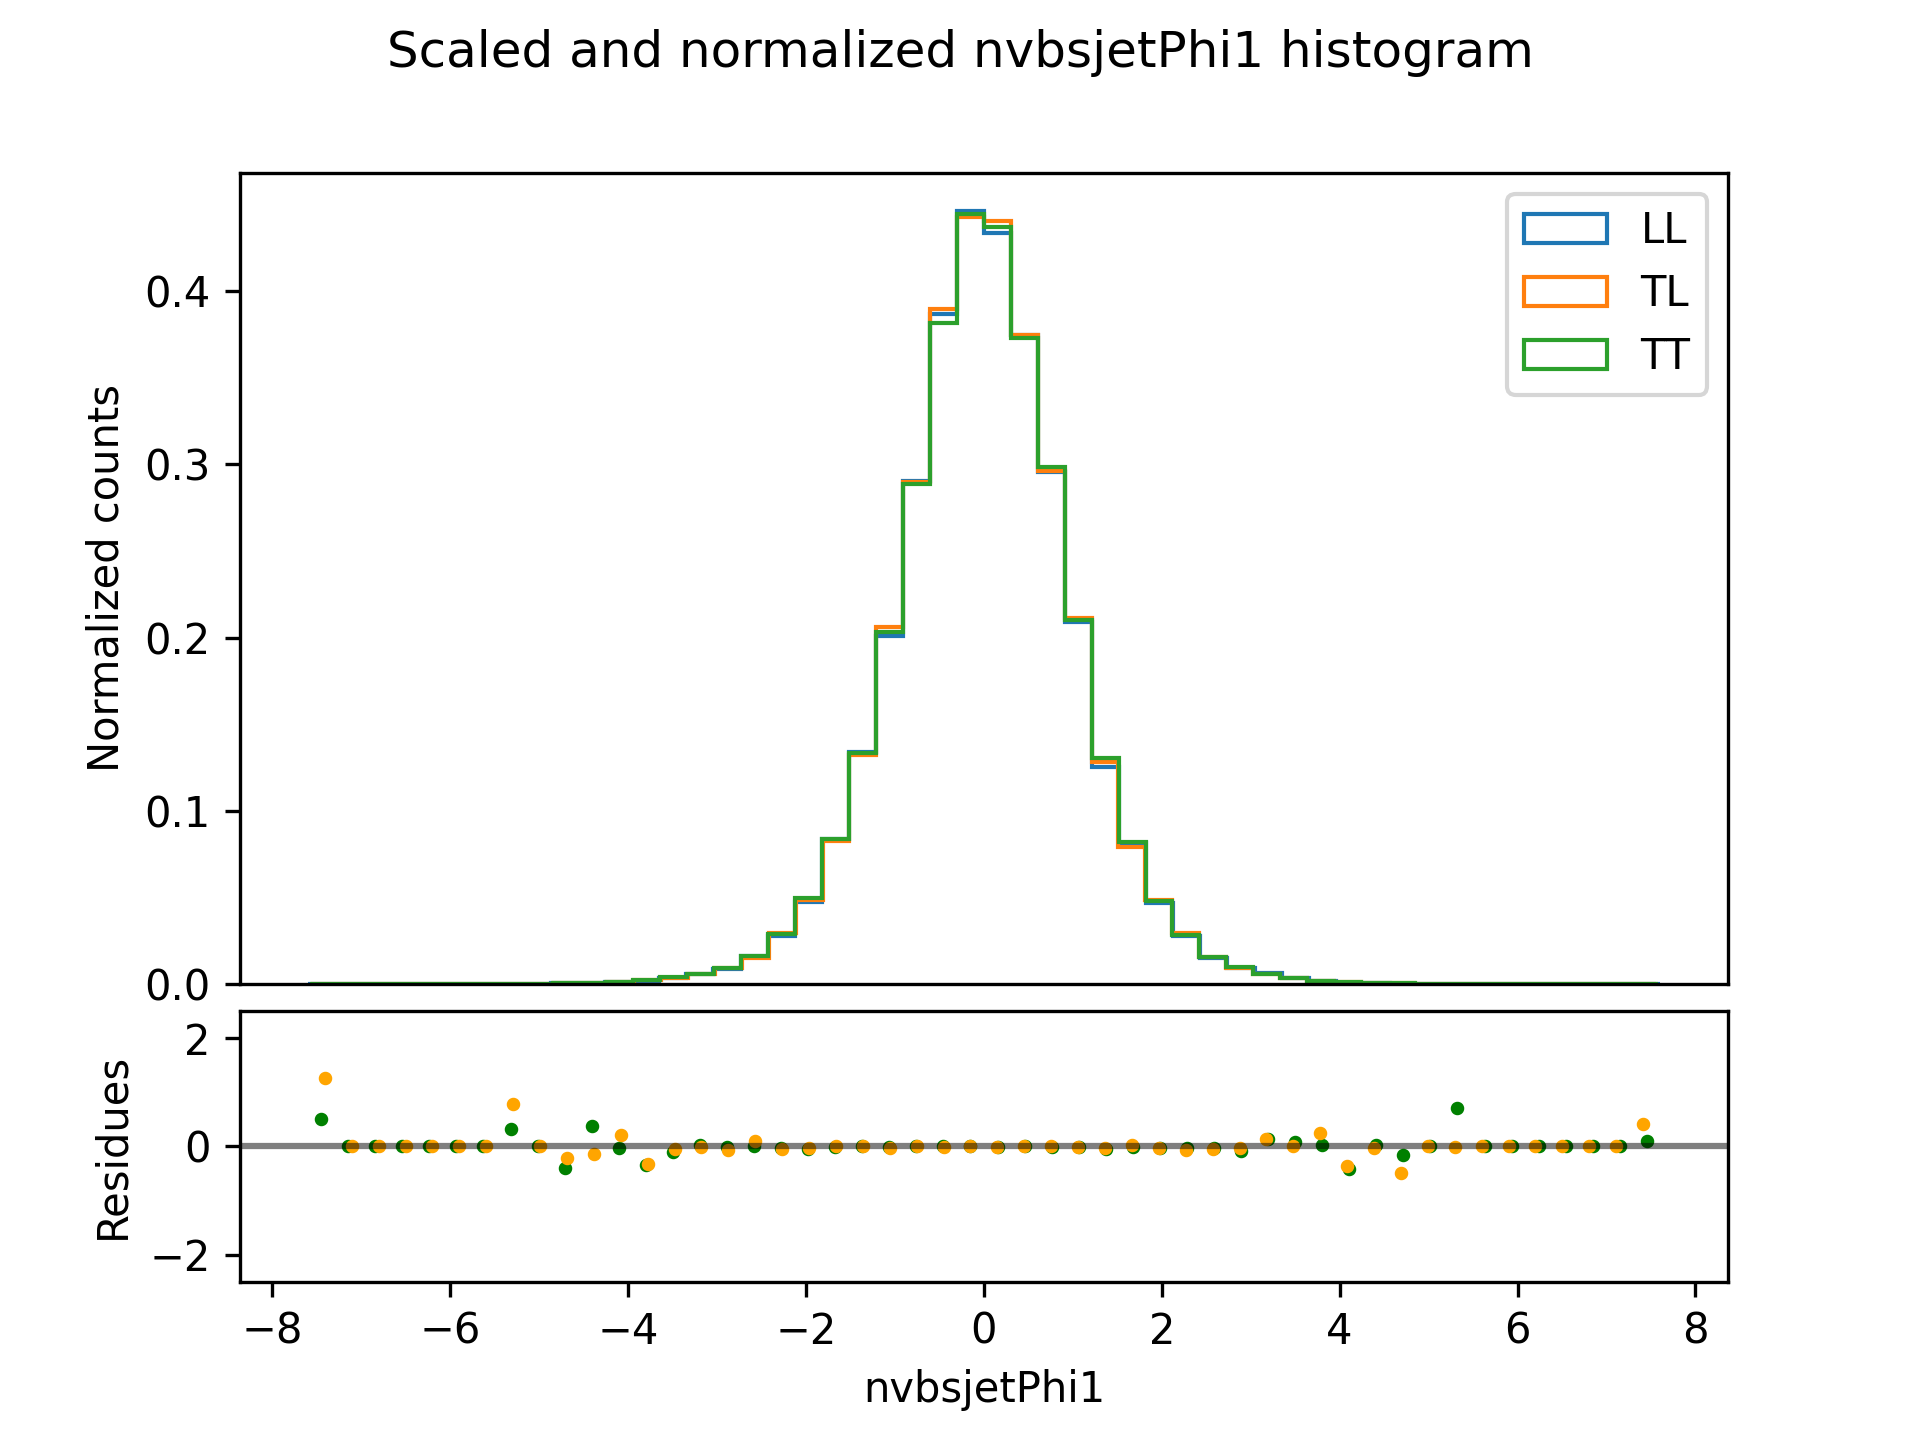 Scaled and normalized nvbsjetPhi1 histogram
LL
TL
TT
Normalized counts
0.4
0.3
0.2
0.1
0.0
Residues
2
0
−2
−8 −6 −4 −2 0 2 4 6 8
nvbsjetPhi1